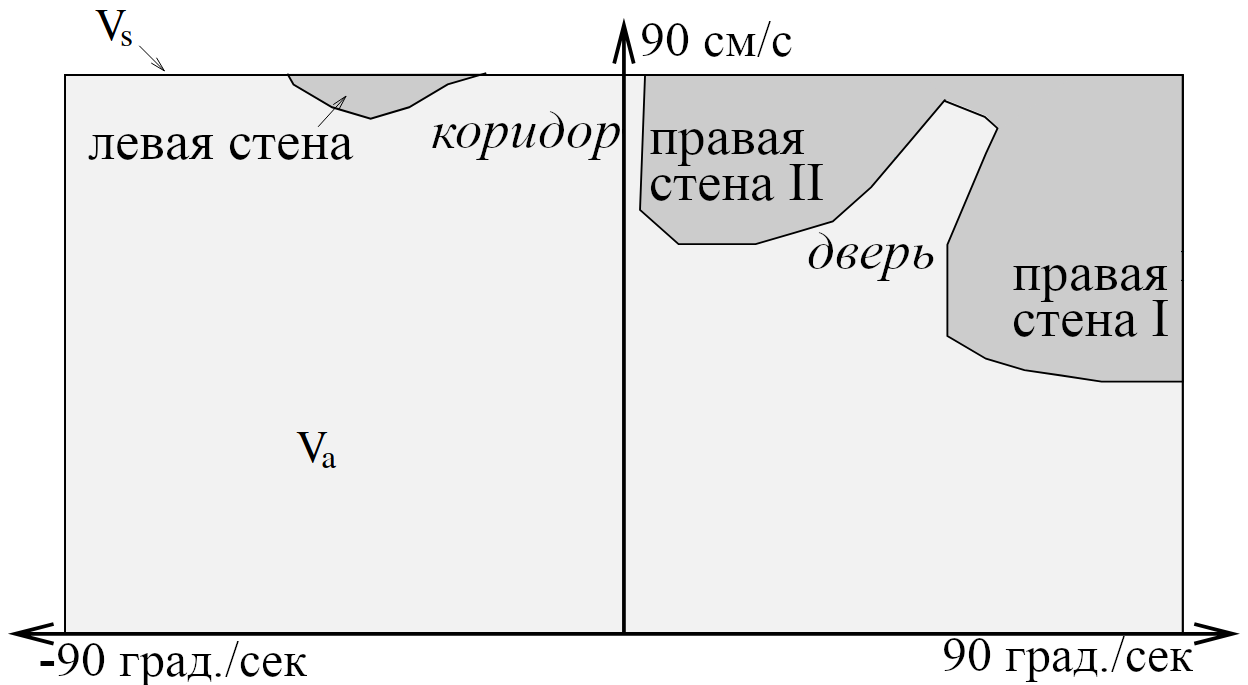 Vs
90 см/с
левая стена
коридор
правая
стена II
дверь
правая
стена I
Va
-90 град./сек
90 град./сек